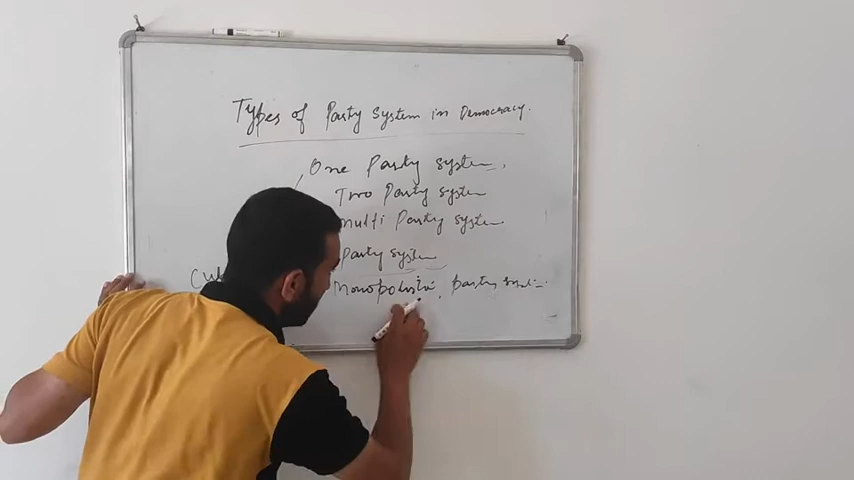 Types of Party System in Democracy.
One Party System.
Two Party System
multi Party System.
Party System
Monopolistic Party